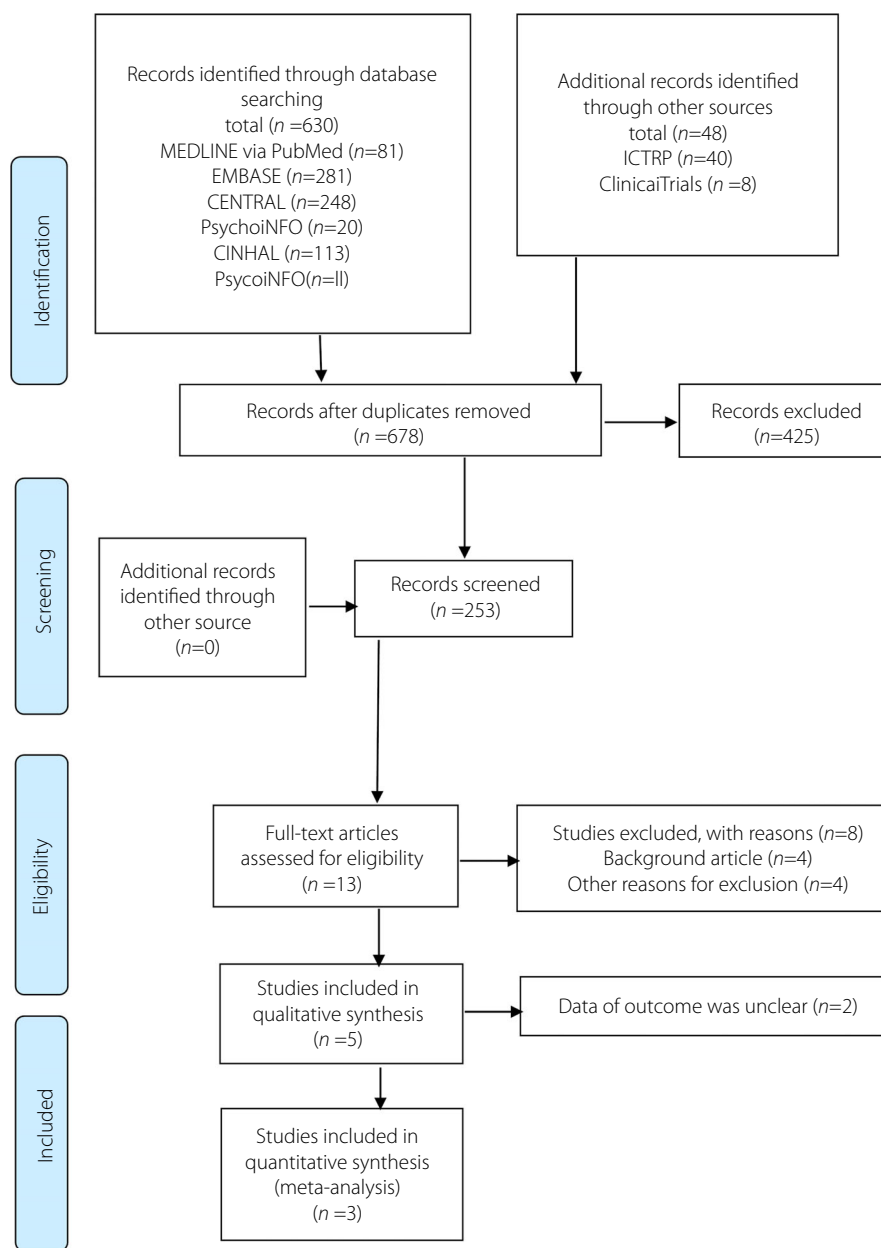 Records identified through database
searching
total (n =630)
MEDLINE via PubMed (n=81)
EMBASE (n=281)
CENTRAL (n=248)
PsychoiNFO (n=20)
CINHAL (n=113)
PsycoiNFO(n=ll)
Additional records identified
through other sources
total (n=48)
ICTRP (n=40)
ClinicaiTrials (n =8)
Identification
Records after duplicates removed
(n =678)
Records excluded
(n=425)
Screening
Additional records
identified through
other source
(n=0)
Records screened
(n =253)
Eligibility
Full-text articles
assessed for eligibility
(n =13)
Studies excluded, with reasons (n=8)
Background article (n=4)
Other reasons for exclusion (n=4)
Studies included in
qualitative synthesis
(n =5)
Data of outcome was unclear (n=2)
Included
Studies included in
quantitative synthesis
(meta-analysis)
(n =3)